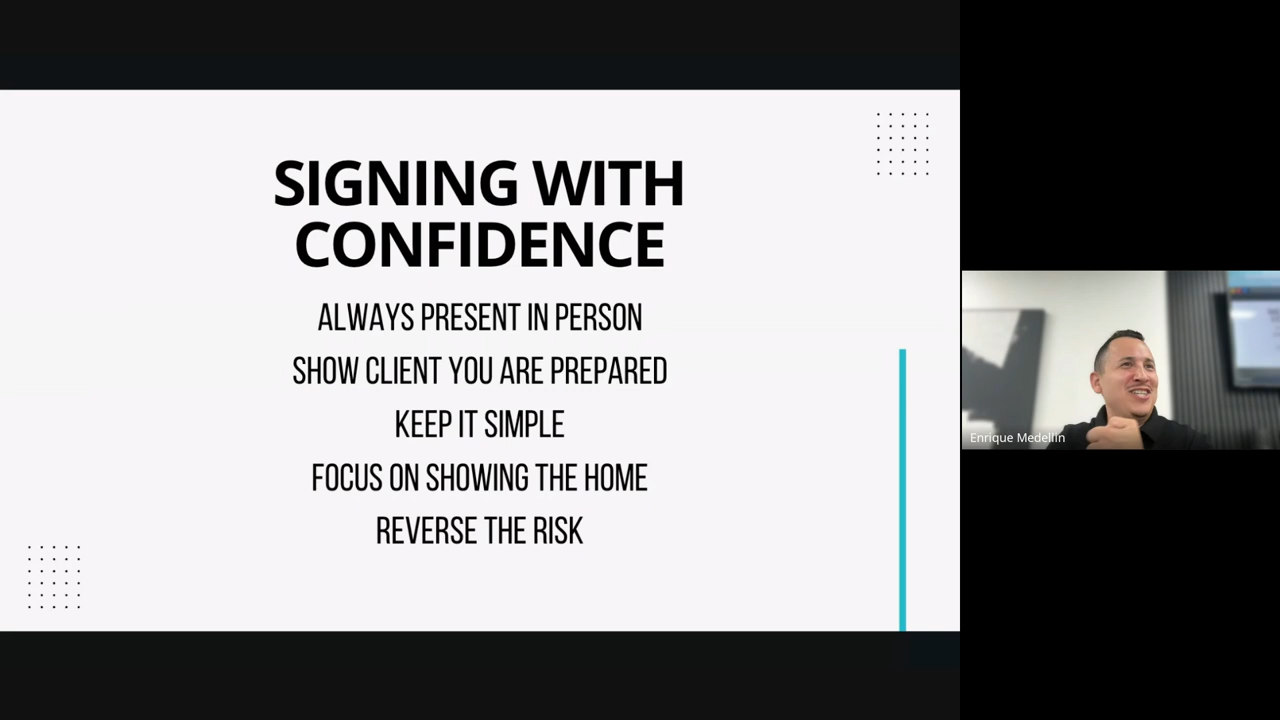 SIGNING WITH
CONFIDENCE
ALWAYS PRESENT IN PERSON
SHOW CLIENT YOU ARE PREPARED
KEEP IT SIMPLE
FOCUS ON SHOWING THE HOME
REVERSE THE RISK
Enrique Medellin